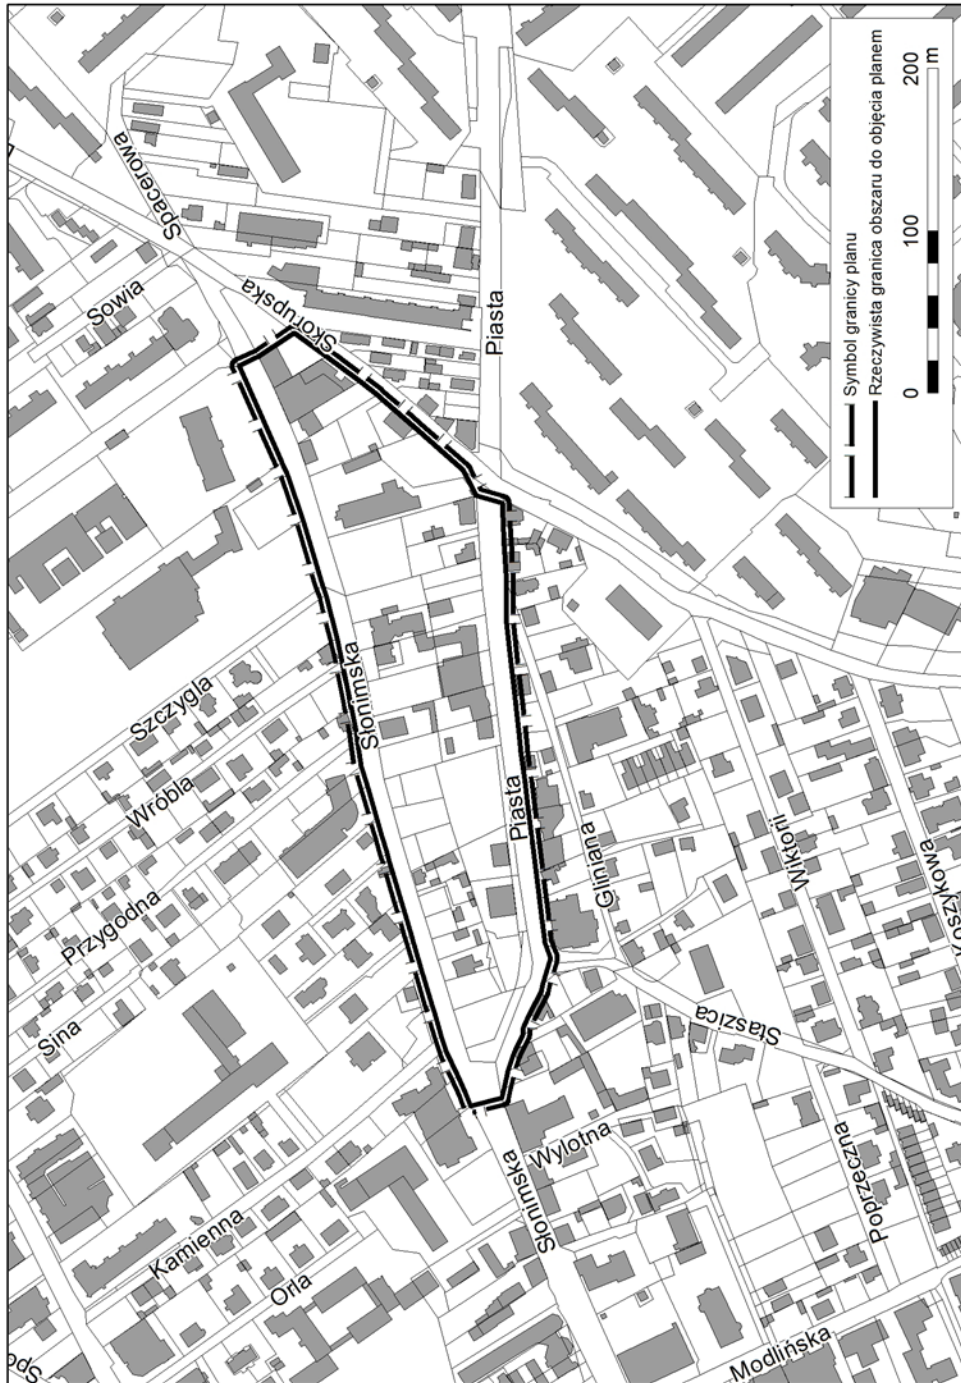 Spo
Orla
Kamienna
Sina
Przygodna
Wróbla
Szczygla
Sowia
Spacerowa
Skorupska
Słonimska
Słonimska
Wylotna
Piasta
Piasta
Gliniana
Staszica
Wiktorii
Poprzeczna
Modlińska
Koszykowa
Symbol granicy planu
Rzeczywista granica obszaru do objęcia planem
0 100 200
m